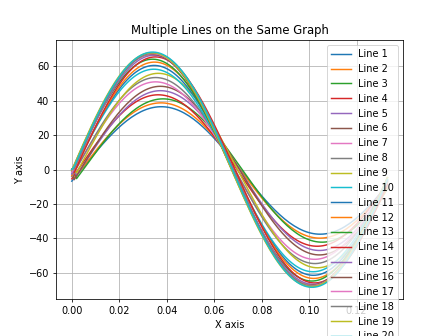 Multiple Lines on the Same Graph
Y axis
60
40
20
0
−20
−40
−60
0.00
0.02
0.04
0.06
0.08
0.10
X axis
Line 1
Line 2
Line 3
Line 4
Line 5
Line 6
Line 7
Line 8
Line 9
Line 10
Line 11
Line 12
Line 13
Line 14
Line 15
Line 16
Line 17
Line 18
Line 19
Line 20